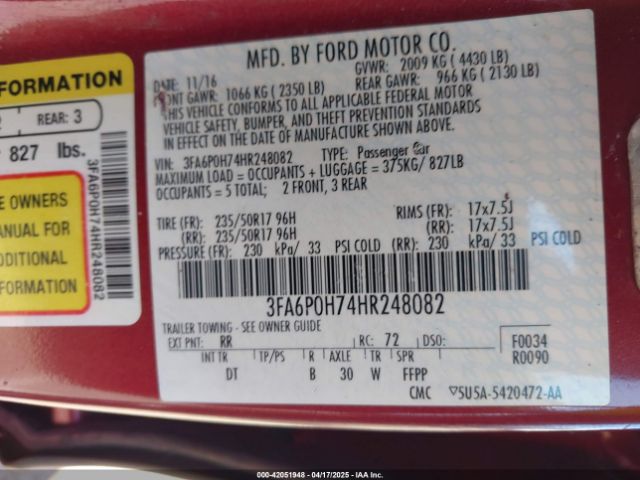 FORMATION
REAR: 3
827 lbs.
E OWNERS
ANUAL FOR
DDITIONAL
FORMATION
3FA6P0H74HR248082
MFD. BY FORD MOTOR CO.
DATE: 11/16 GVWR: 2009 KG ( 4430 LB)
FRONT GAWR: 1066 KG ( 2350 LB) REAR GAWR: 966 KG ( 2130 LB)
THIS VEHICLE CONFORMS TO ALL APPLICABLE FEDERAL MOTOR
VEHICLE SAFETY, BUMPER, AND THEFT PREVENTION STANDARDS
IN EFFECT ON THE DATE OF MANUFACTURE SHOWN ABOVE.
VIN: 3FA6P0H74HR248082 TYPE: Passenger Car
MAXIMUM LOAD = OCCUPANTS + LUGGAGE = 375KG/ 827LB
OCCUPANTS = 5 TOTAL; 2 FRONT, 3 REAR
TIRE (FR): 235/50R17 96H RIMS (FR): 17x7.5J
(RR): 235/50R17 96H (RR): 17x7.5J
PRESSURE (FR): 230 kPa/ 33 PSI COLD (RR): 230 kPa/ 33 PSI COLD
3FA6P0H74HR248082
TRAILER TOWING - SEE OWNER GUIDE
EXT PNT: RR RC: 72 DSO: F0034
INT TR TP/PS R AXLE TR SPR R0090
DT B 30 W FFPP
CMC ▽5U5A-5420472-AA
000-42051948 - 04/17/2025 - IAA Inc.